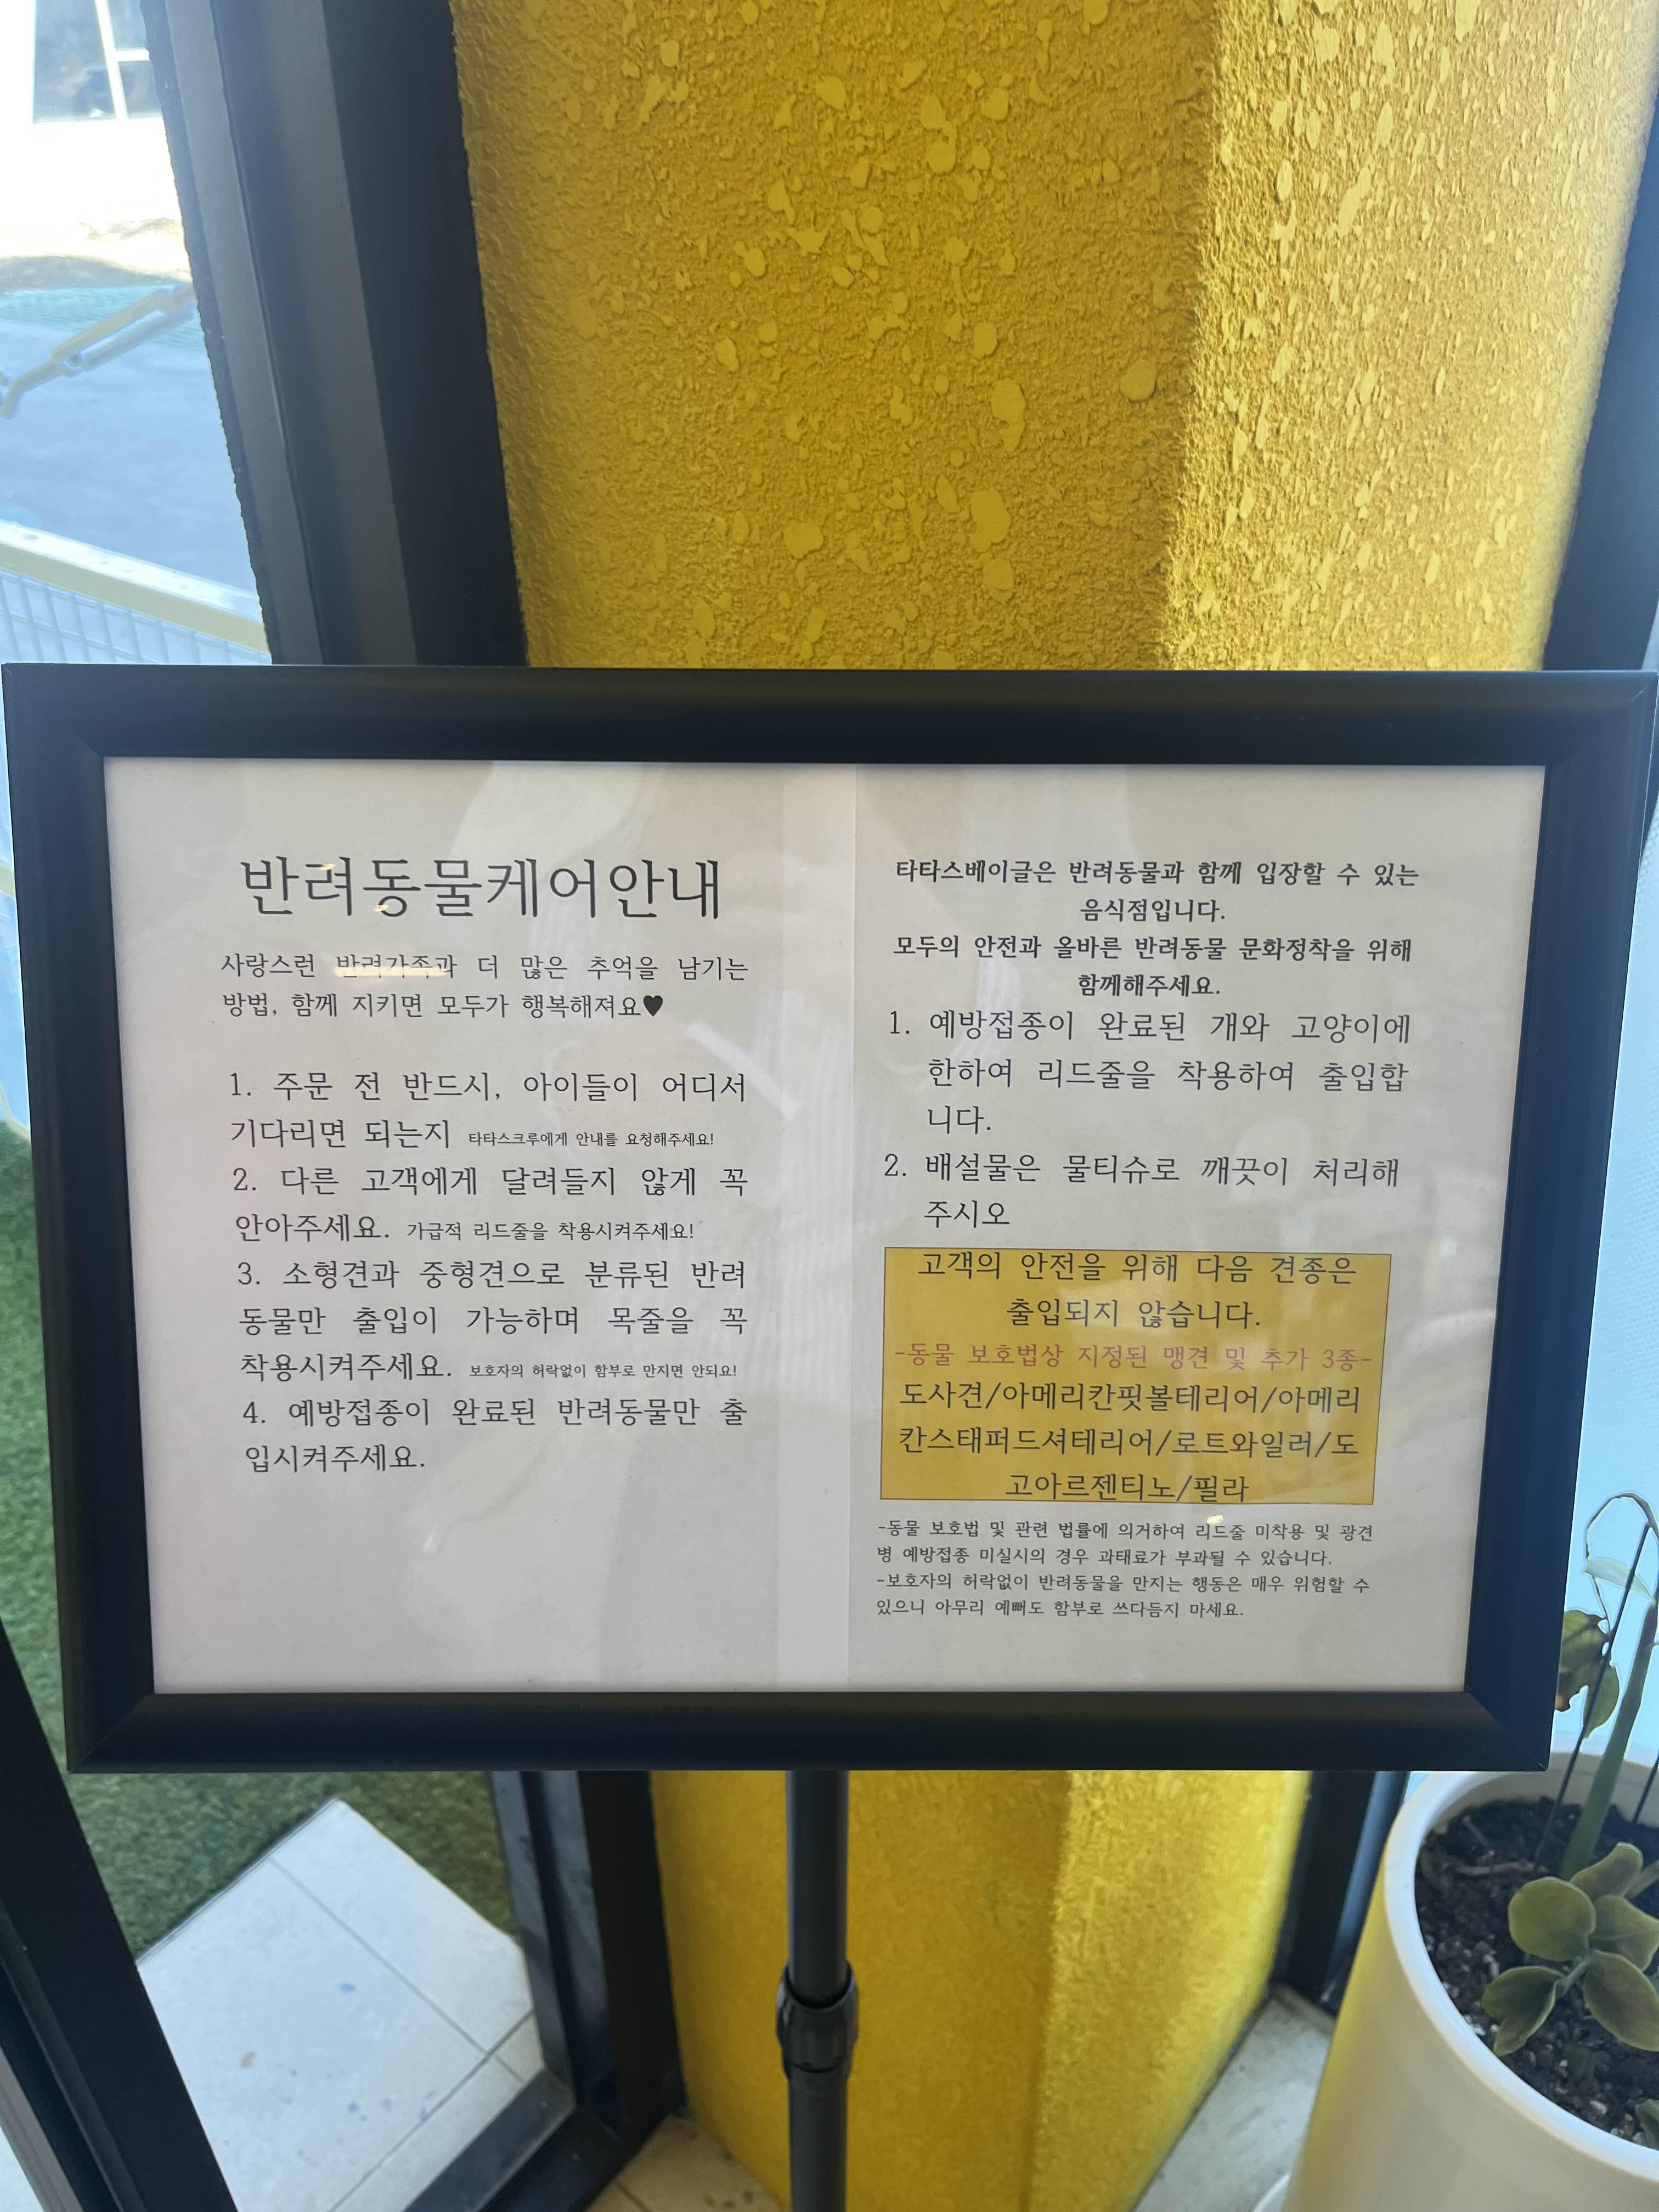 반려동물케어안내
사랑스런 반려가족과 더 많은 추억을 남기는
방법, 함께 지키면 모두가 행복해져요♥
1. 주문 전 반드시, 아이들이 어디서
기다리면 되는지 타타스크루에게 안내를 요청해주세요!
2. 다른 고객에게 달려들지 않게 꼭
안아주세요. 가급적 리드줄을 착용시켜주세요!
3. 소형견과 중형견으로 분류된 반려
동물만 출입이 가능하며 목줄을 꼭
착용시켜주세요. 보호자의 허락없이 함부로 만지면 안되요!
4. 예방접종이 완료된 반려동물만 출
입시켜주세요.
타타스베이글은 반려동물과 함께 입장할 수 있는
음식점입니다.
모두의 안전과 올바른 반려동물 문화정착을 위해
함께해주세요.
1. 예방접종이 완료된 개와 고양이에
한하여 리드줄을 착용하여 출입합
니다.
2. 배설물은 물티슈로 깨끗이 처리해
주시오
고객의 안전을 위해 다음 견종은
출입되지 않습니다.
-동물 보호법상 지정된 맹견 및 추가 3종-
도사견/아메리칸핏볼테리어/아메리
칸스태퍼드셔테리어/로트와일러/도
고아르젠티노/필라
-동물 보호법 및 관련 법률에 의거하여 리드줄 미착용 및 광견
병 예방접종 미실시의 경우 과태료가 부과될 수 있습니다.
-보호자의 허락없이 반려동물을 만지는 행동은 매우 위험할 수
있으니 아무리 예뻐도 함부로 쓰다듬지 마세요.